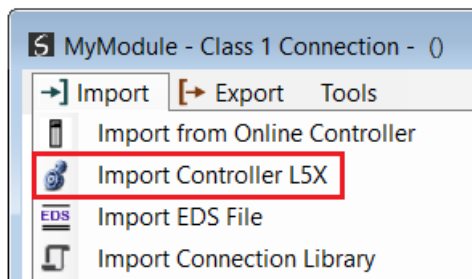 S MyModule - Class 1 Connection - ()
Import Export Tools
Import from Online Controller
Import Controller L5X
EDS Import EDS File
Import Connection Library